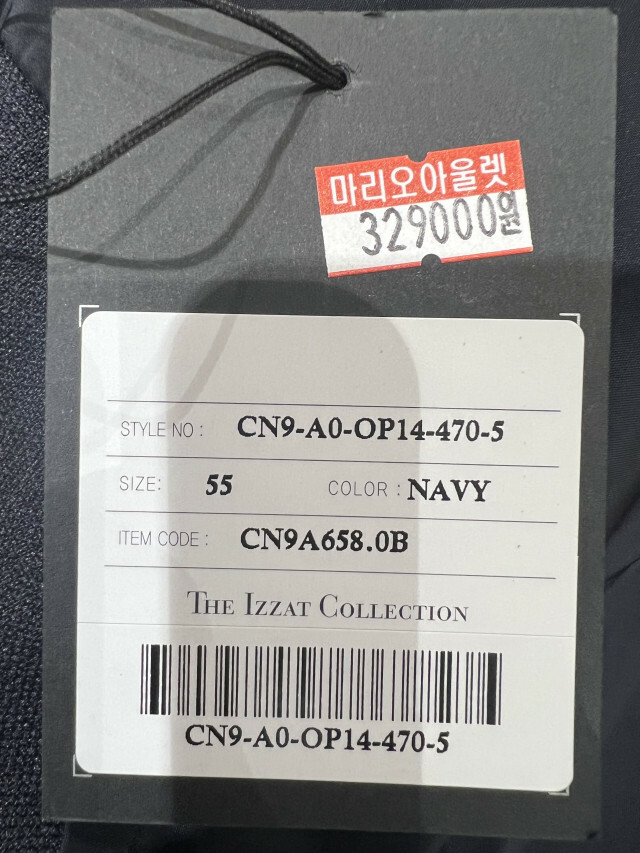 마리오아울렛
329000원
STYLE NO : CN9-A0-OP14-470-5
SIZE: 55 COLOR : NAVY
ITEM CODE : CN9A658.0B
THE IZZAT COLLECTION
CN9-A0-OP14-470-5